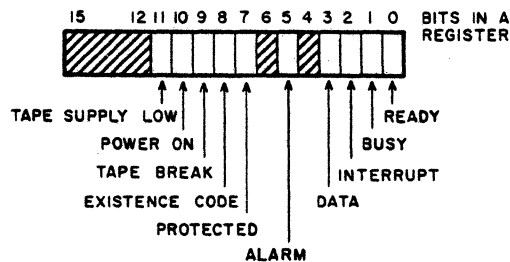 15 12 11 10 9 8 7 6 5 4 3 2 1 0 BITS IN A
REGISTER
TAPE SUPPLY LOW READY
POWER ON BUSY
TAPE BREAK INTERRUPT
EXISTENCE CODE DATA
PROTECTED
ALARM